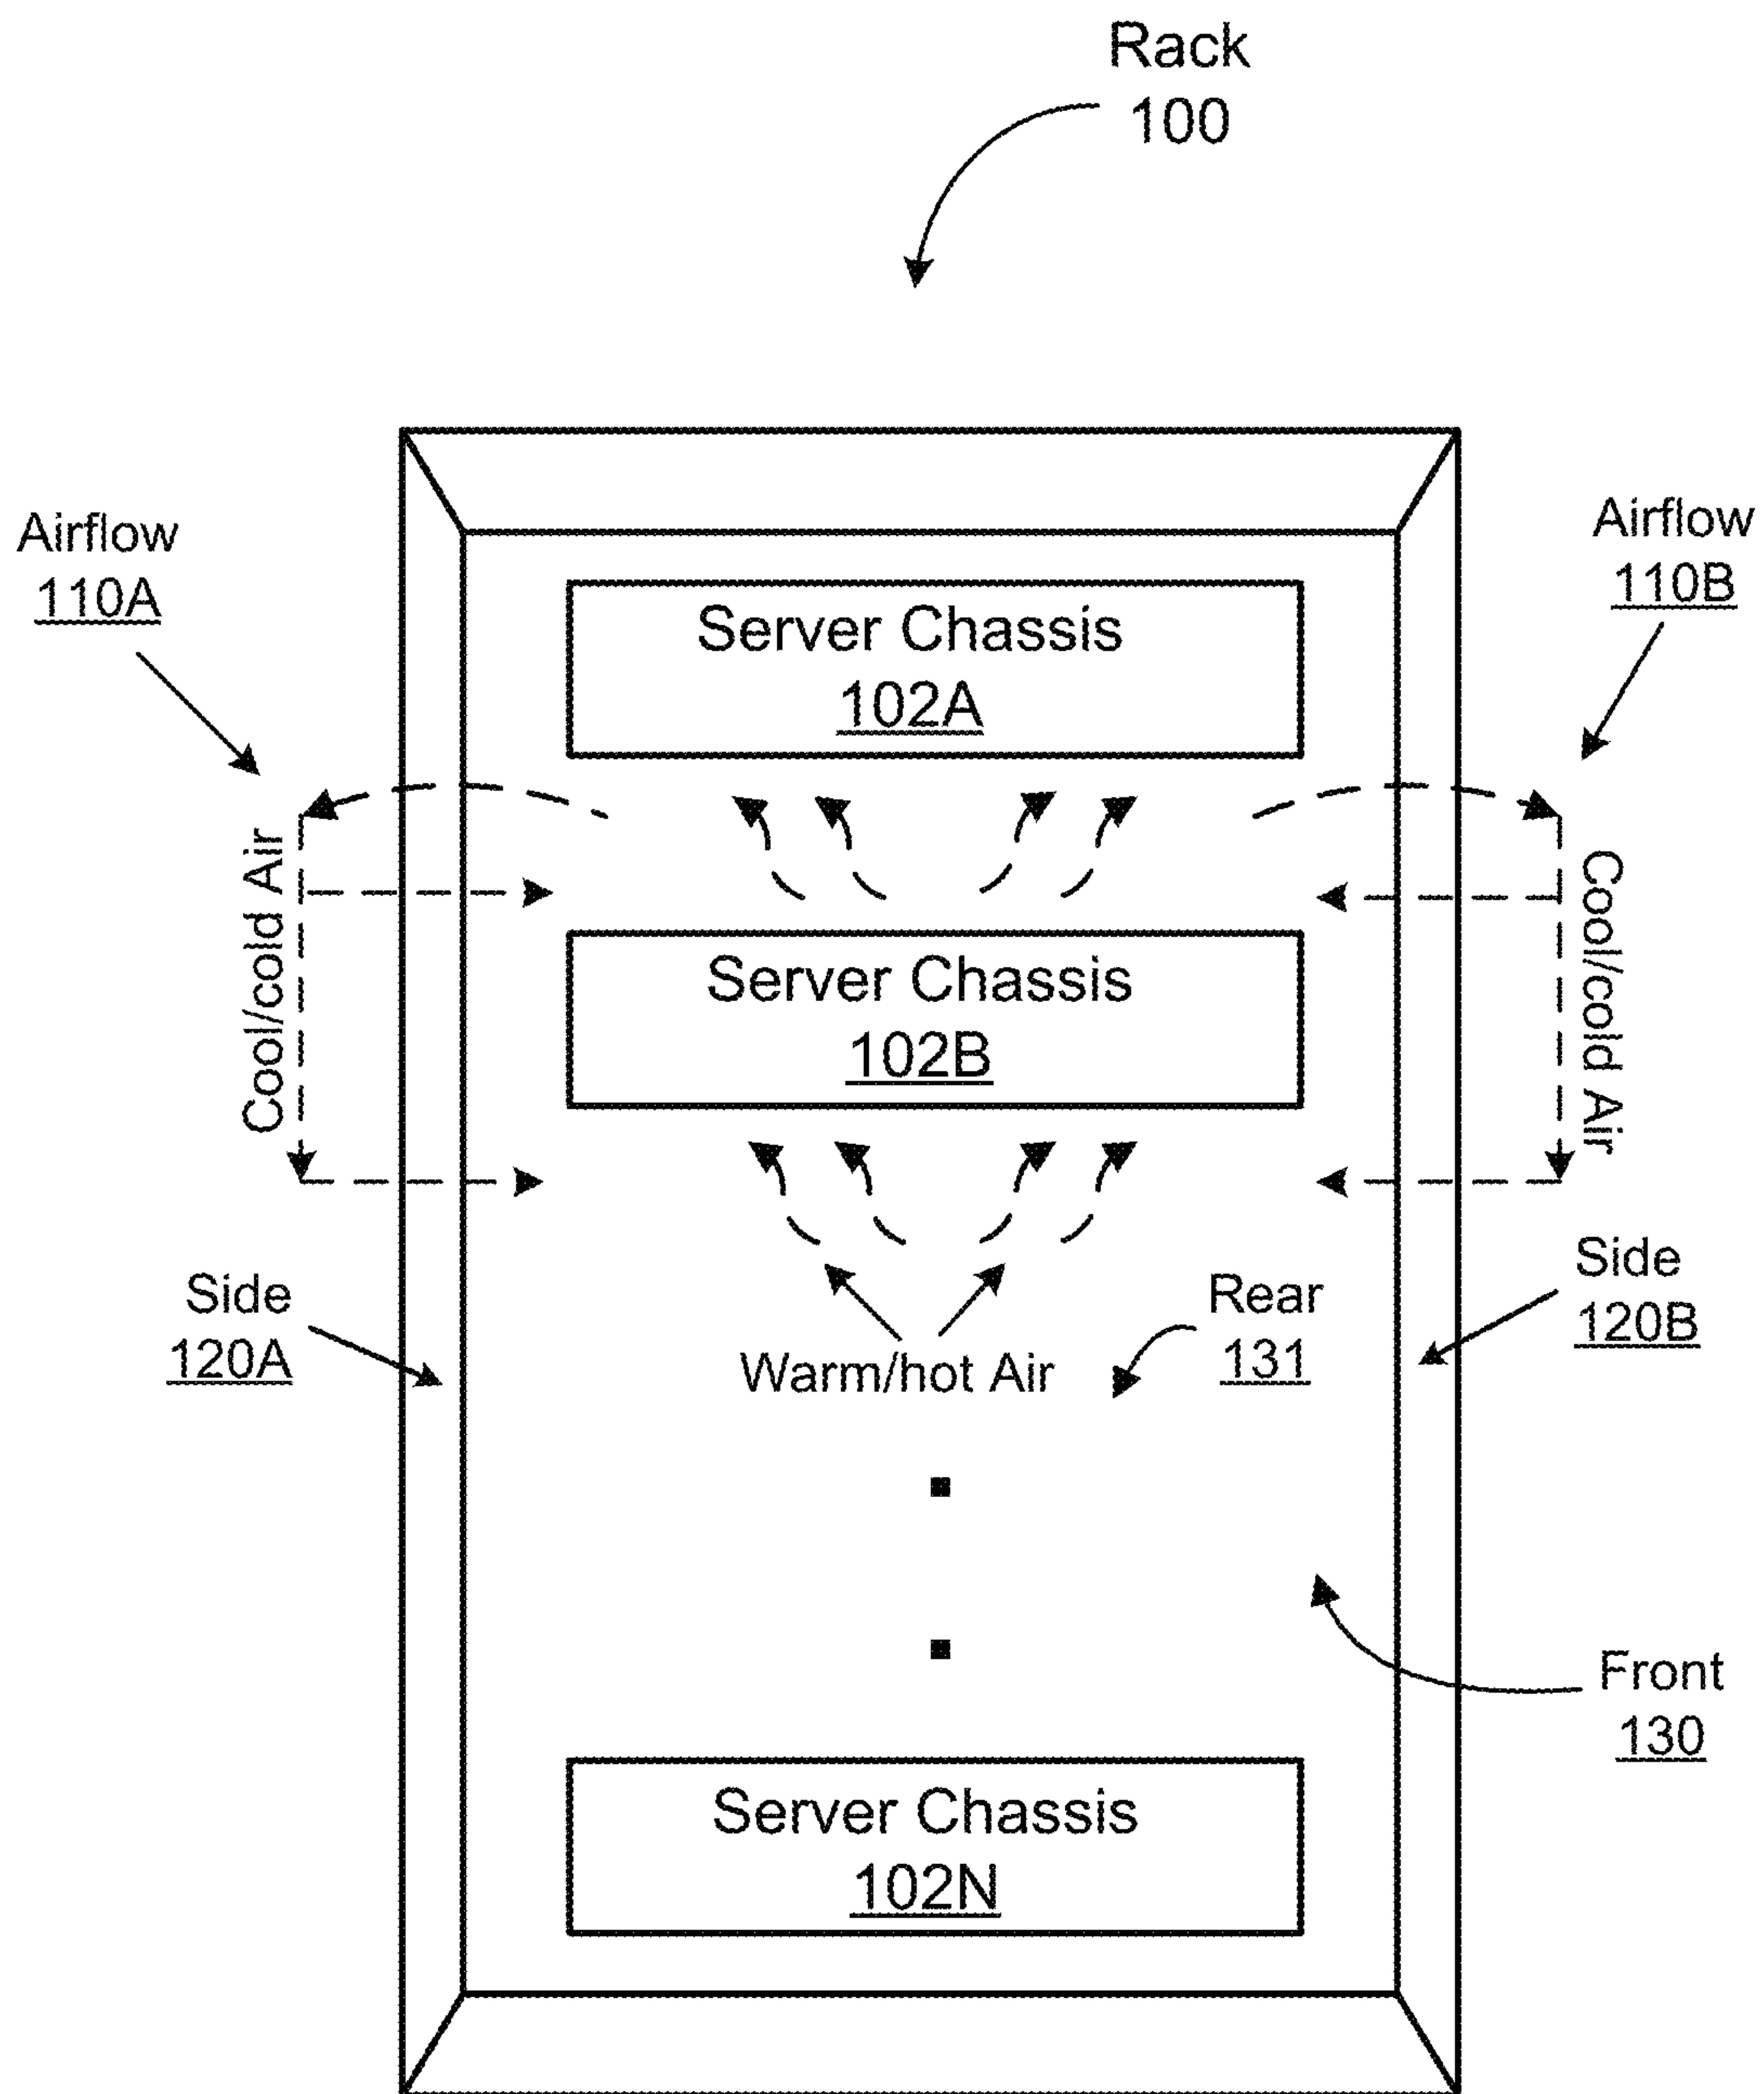 Rack
100
Airflow
110A
Airflow
110B
Server Chassis
102A
Cool/cold Air
Cool/cold Air
Server Chassis
102B
Side
120A
Warm/hot Air
Rear
131
Side
120B
Front
130
Server Chassis
102N